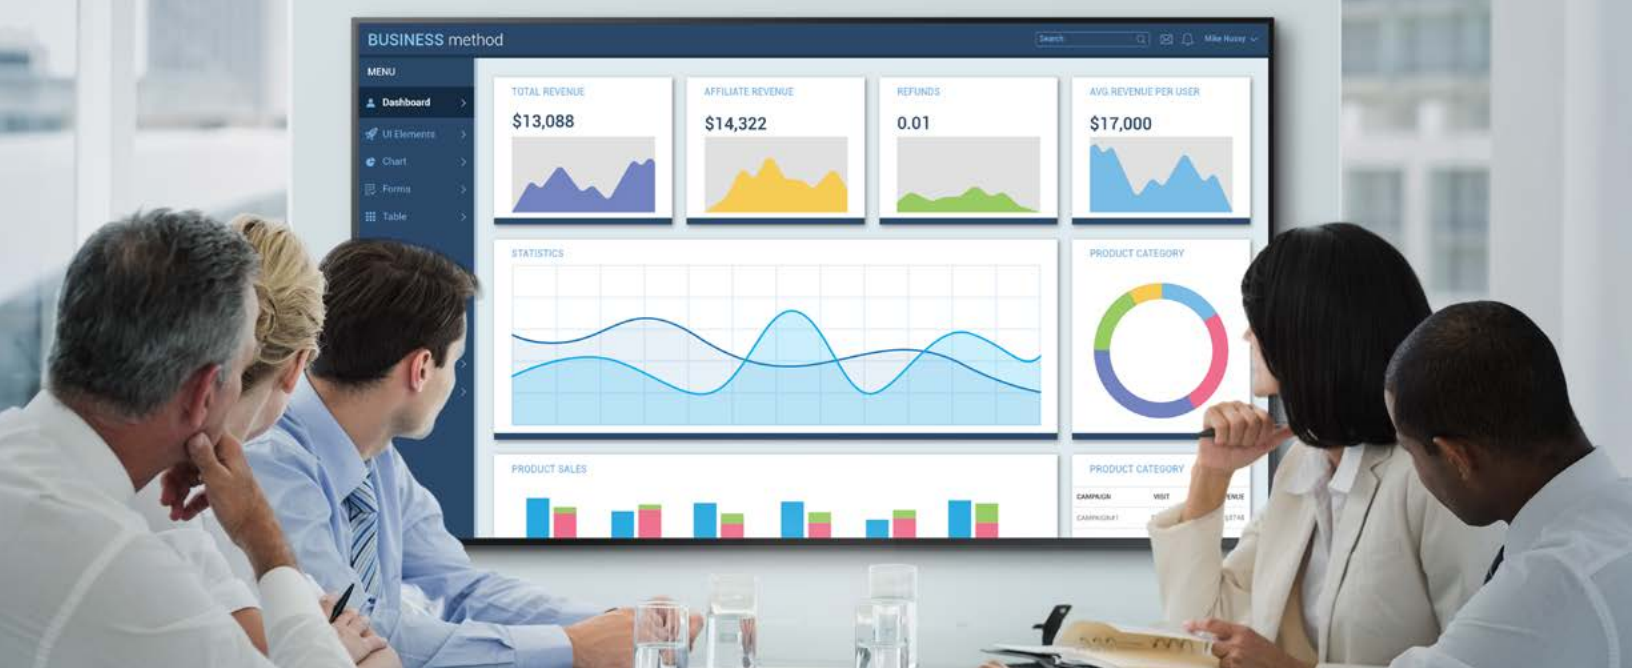 BUSINESS method
Search
Mike Hussy
MENU
Dashboard
UI Elements
Chart
Forms
Table
TOTAL REVENUE
$13,088
AFFILIATE REVENUE
$14,322
REFUNDS
0.01
AVG REVENUE PER USER
$17,000
STATISTICS
PRODUCT CATEGORY
PRODUCT SALES
PRODUCT CATEGORY
CAMPAIGN VISIT
CAMPAIGN#1